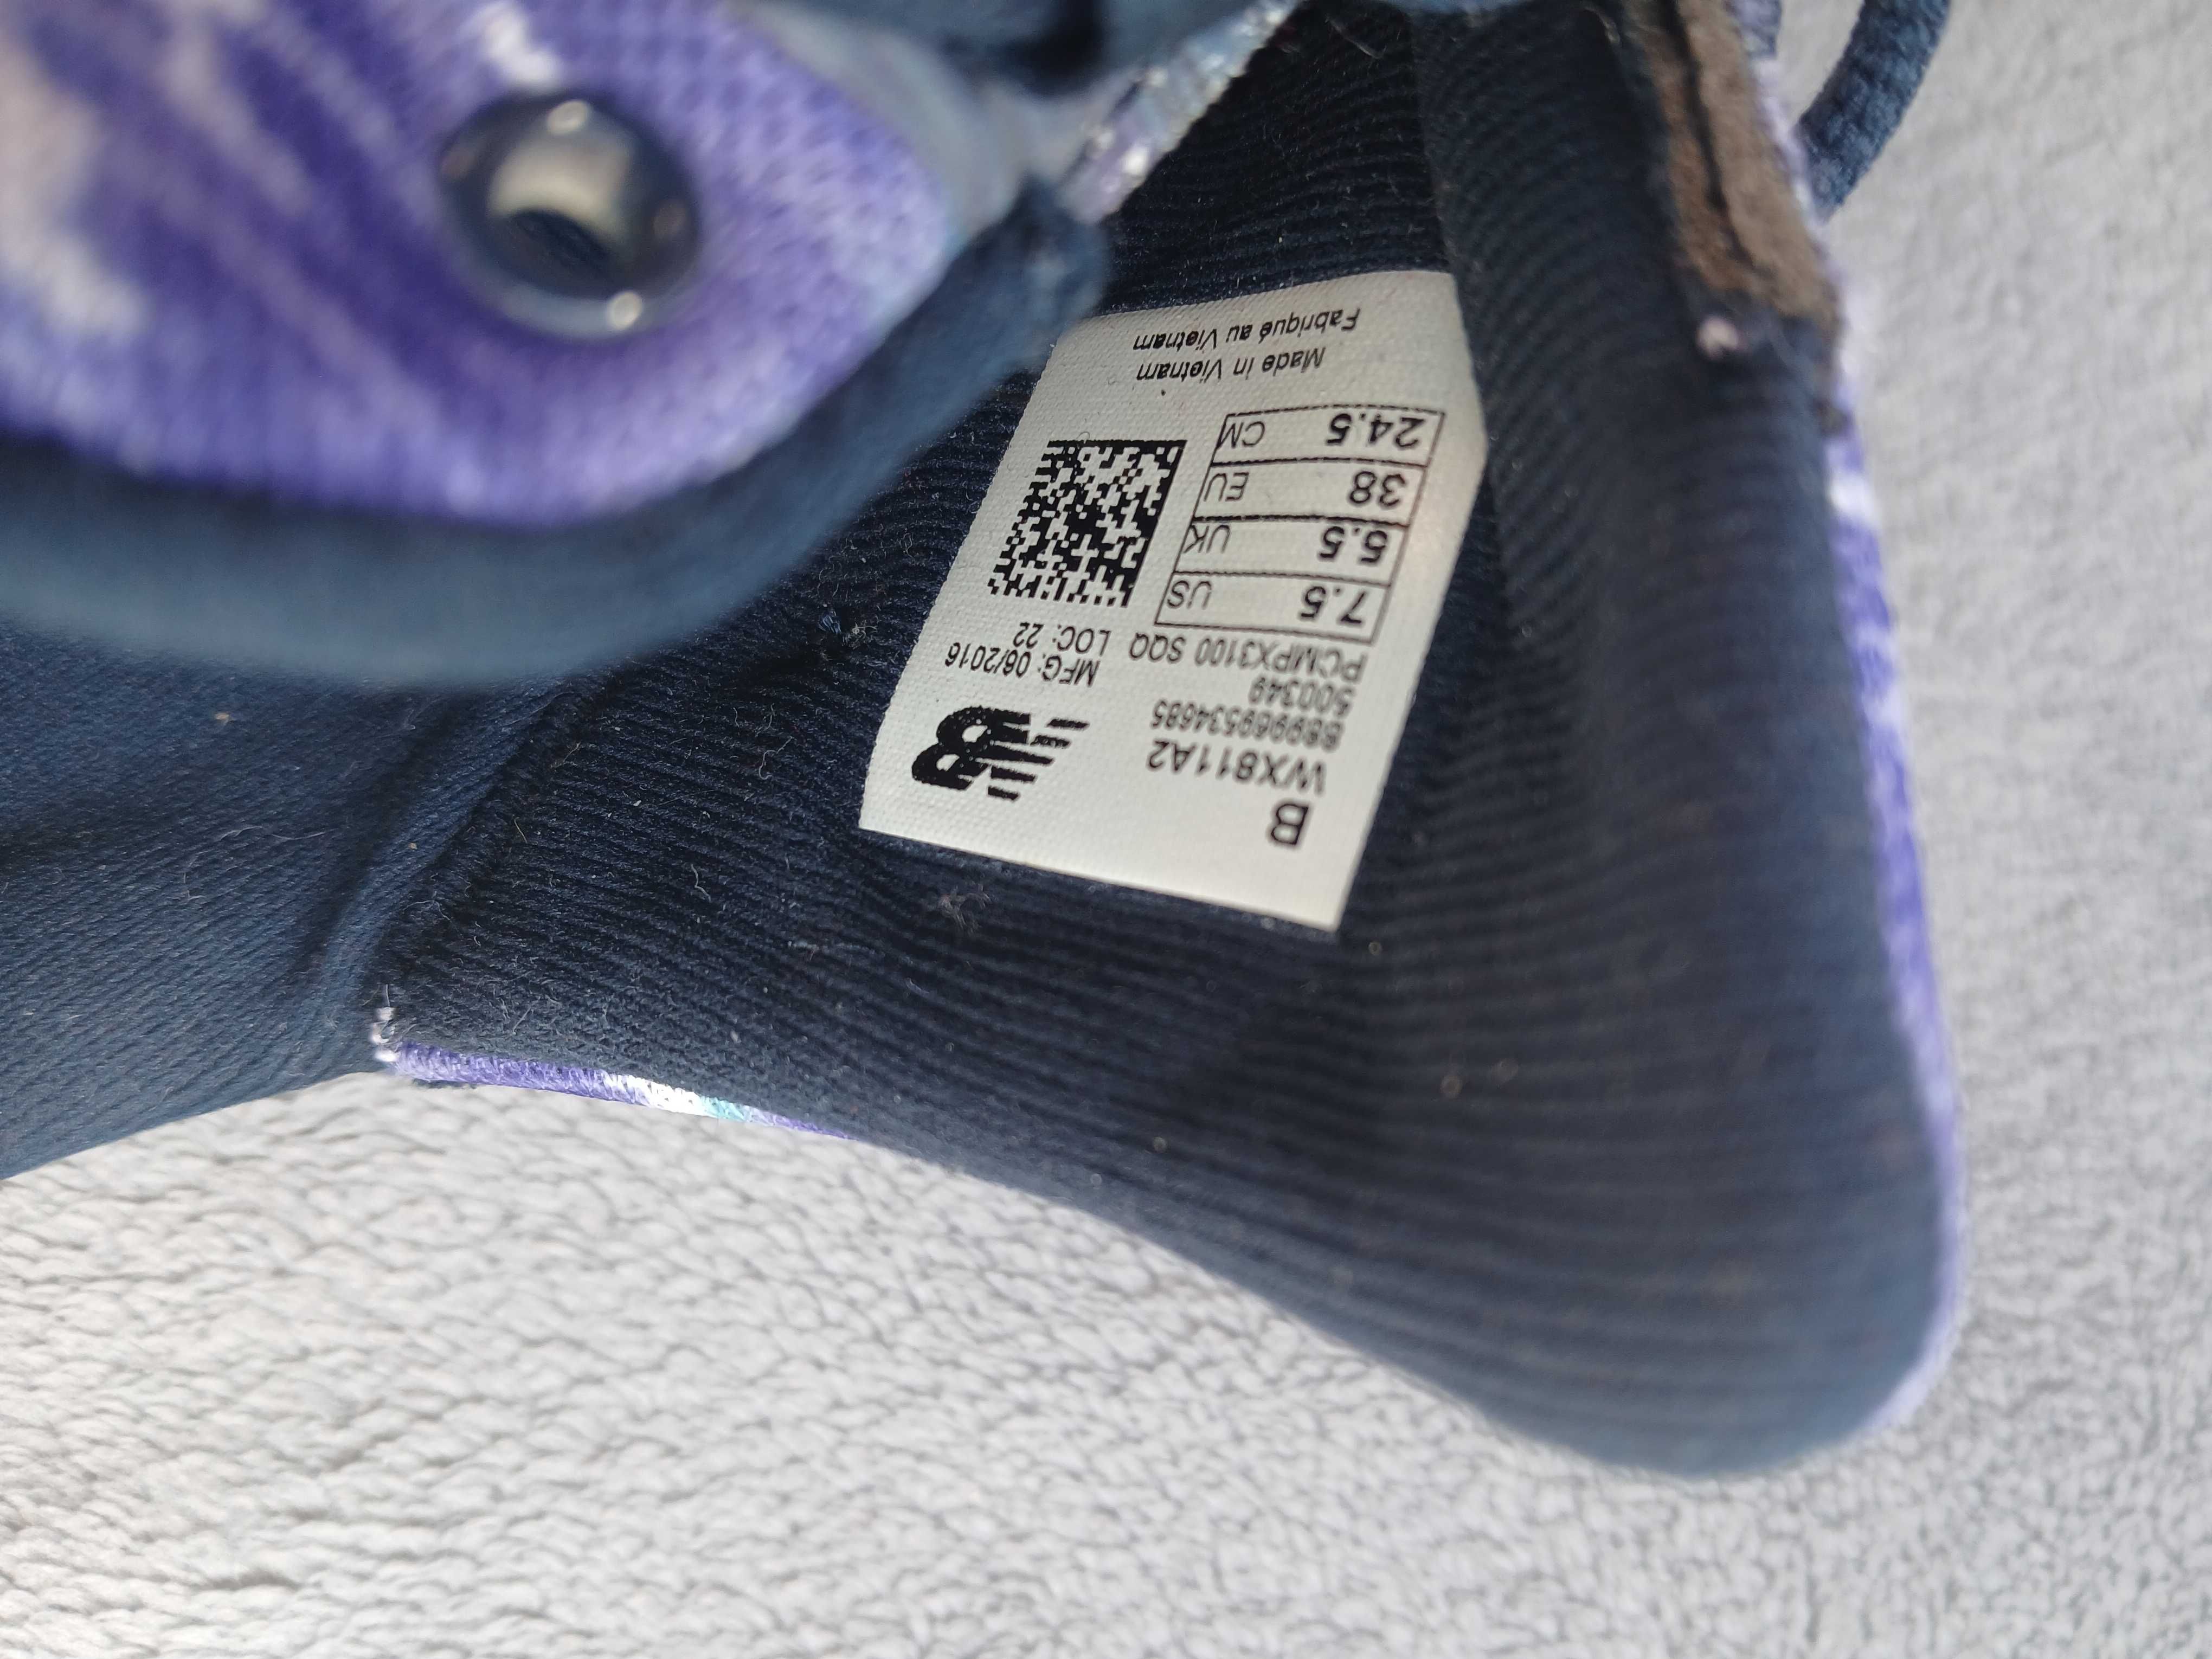 B
WX811A2
889969534685
500349
PCMPX3100 SQQ
NB
MFG: 06/2016
LOC: 22
7.5 US
5.5 UK
38 EU
24.5 CM
Made in Vietnam
Fabriqué au Vietnam